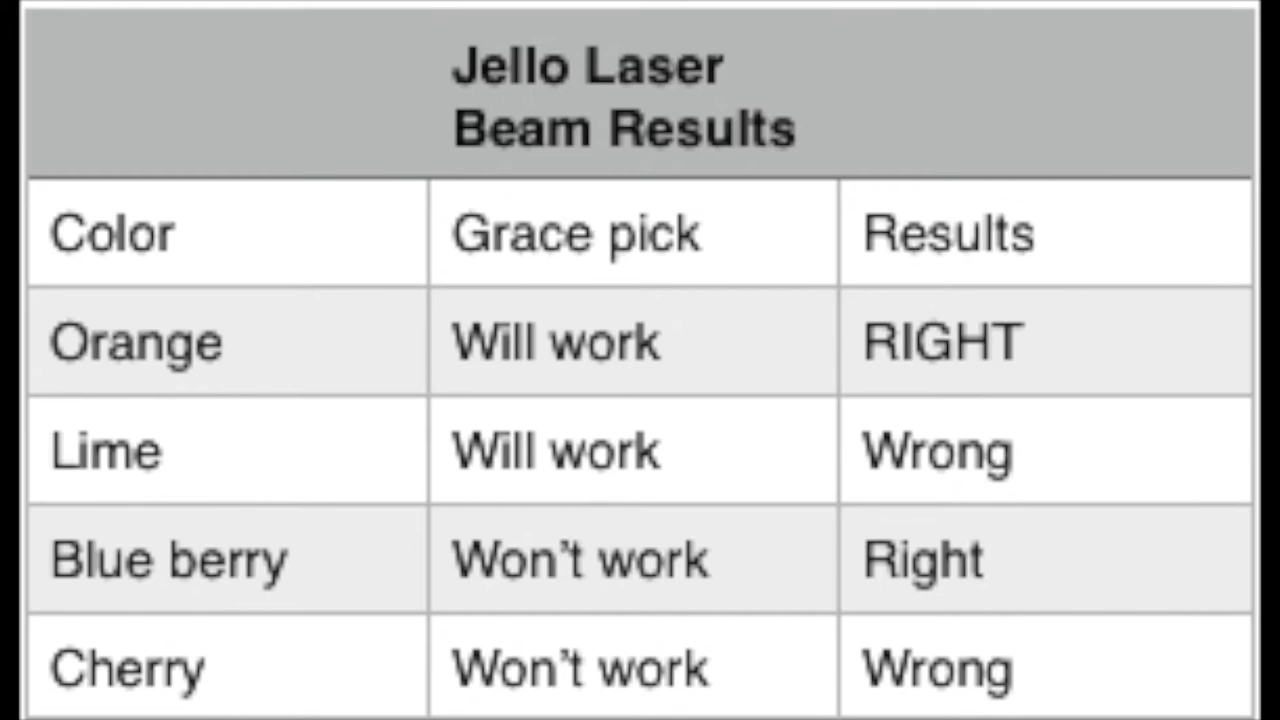 Jello Laser
Beam Results
Color Grace pick Results
Orange Will work RIGHT
Lime Will work Wrong
Blue berry Won't work Right
Cherry Won't work Wrong